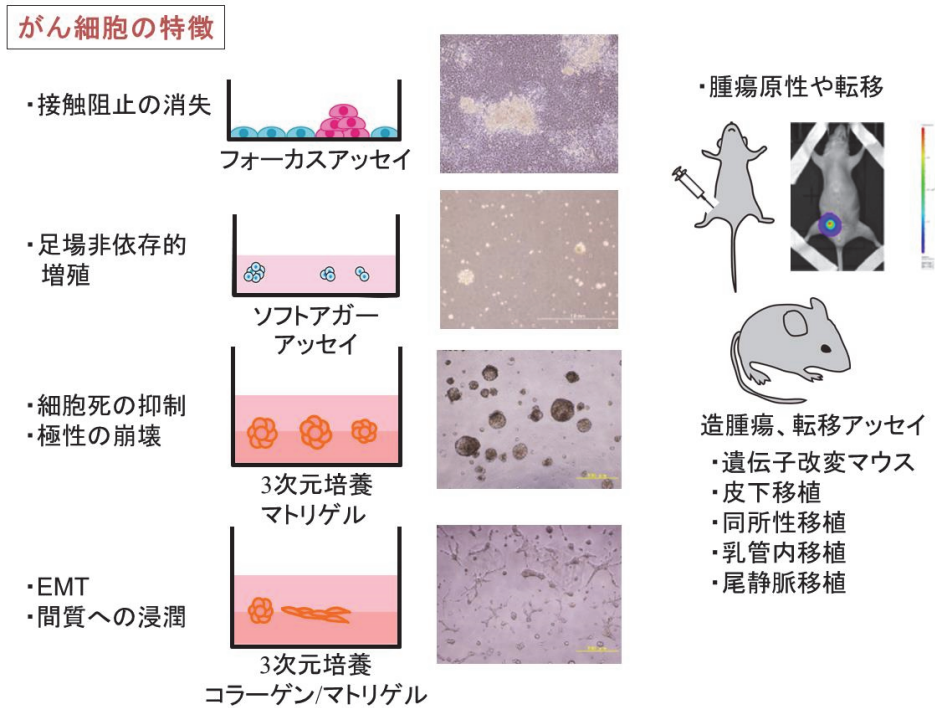 がん細胞の特徴
・接触阻止の消失
フォーカスアッセイ
・足場非依存的
増殖
ソフトアガー
アッセイ
・細胞死の抑制
・極性の崩壊
3次元培養
マトリゲル
・EMT
・間質への浸潤
3次元培養
コラーゲン/マトリゲル
・腫瘍原性や転移
造腫瘍、転移アッセイ
・遺伝子改変マウス
・皮下移植
・同所性移植
・乳管内移植
・尾静脈移植